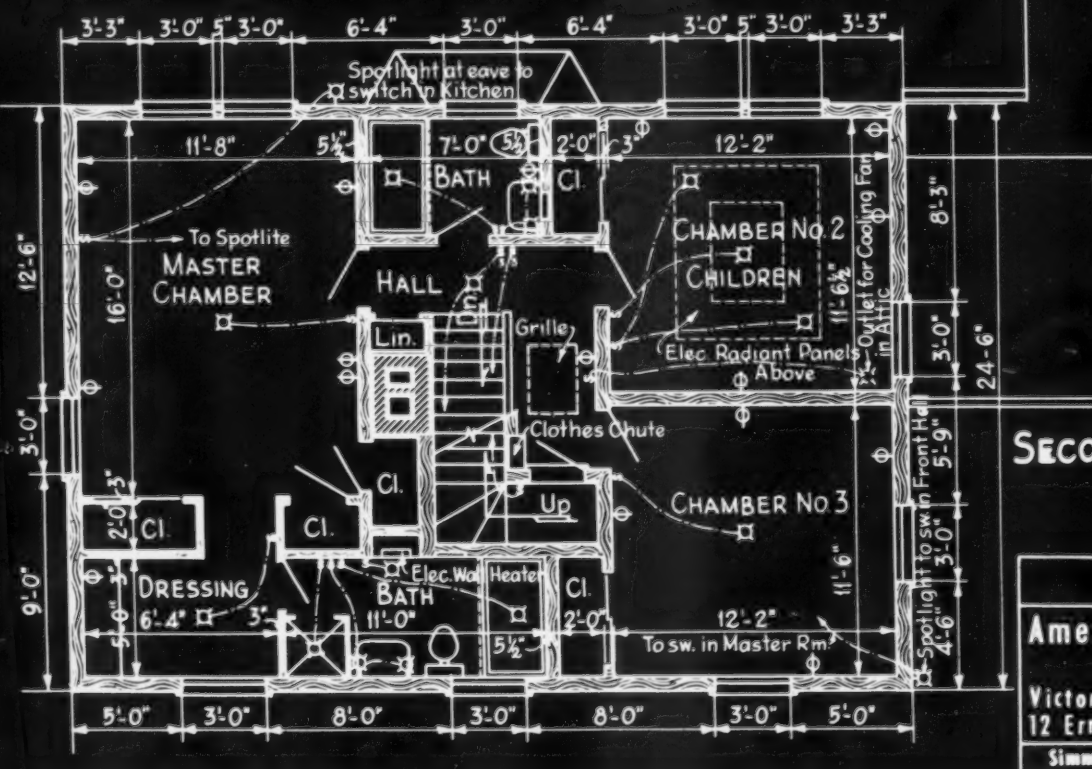 3'-3" 3'-0" 5" 3'-0" 6'-4" 3'-0" 6'-4" 3'-0" 5" 3'-0" 3'-3"
Spotlight at eave to
switch in Kitchen
11'-8" 5½" 7'-0" 5½ 2'-0" 3" 12'-2"
BATH
Cl.
8'-3"
12'-6"
16'-0"
To Spotlite
MASTER
CHAMBER
HALL
Dn.
CHAMBER NO. 2
CHILDREN
11'-6½"
Outlet for Cooling Fan
in Attic
Lin.
Grille
Elec. Radiant Panels
Above
3'-0"
24'-6"
3'-0"
Clothes Chute
SECO
5'-9"
Spotlight to sw. in Front Hall
Cl.
3"
2'-0"
Cl.
Cl.
Up
CHAMBER NO. 3
3'-0"
11'-6"
9'-0"
3"
5'-0"
DRESSING
Elec. Wall Heater
BATH
Cl.
6'-4" 3" 11'-0" 5½" 2'-0" 12'-2"
To sw. in Master Rm.
4'-6"
Ame
Victo
12
Simm
5'-0" 3'-0" 8'-0" 3'-0" 8'-0" 3'-0" 5'-0"